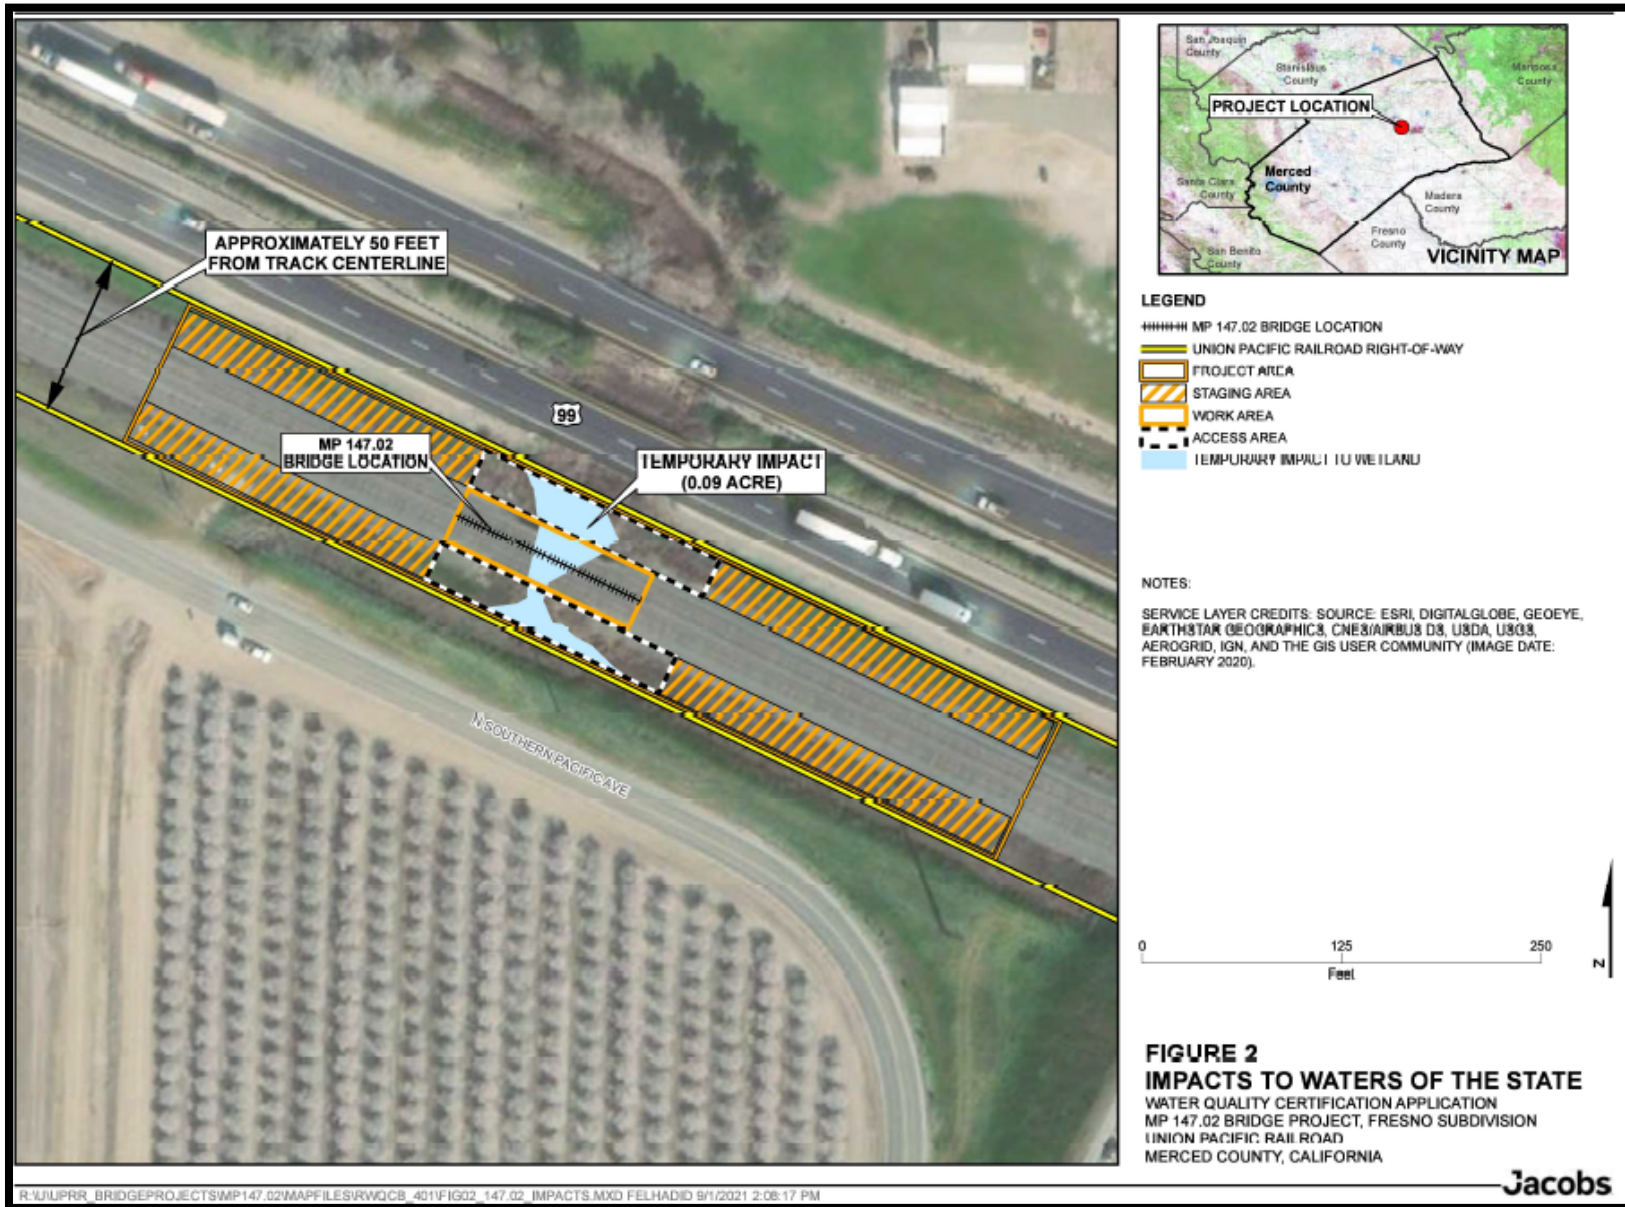 APPROXIMATELY 50 FEET
FROM TRACK CENTERLINE
99
MP 147.02
BRIDGE LOCATION
TEMPORARY IMPACT
(0.09 ACRE)
N SOUTHERN PACIFIC AVE
San Joaquin
County
Stanislaus
County
Mariposa
County
PROJECT LOCATION
Merced
County
Santa Clara
County
Madera
County
Fresno
County
San Benito
County
VICINITY MAP
LEGEND
MP 147.02 BRIDGE LOCATION
UNION PACIFIC RAILROAD RIGHT-OF-WAY
PROJECT AREA
STAGING AREA
WORK AREA
ACCESS AREA
TEMPORARY IMPACT TO WETLAND
NOTES:
SERVICE LAYER CREDITS: SOURCE: ESRI, DIGITALGLOBE, GEOEYE,
EARTHSTAR GEOGRAPHICS, CNES/AIRBUS DS, USDA, USGS,
AEROGRID, IGN, AND THE GIS USER COMMUNITY (IMAGE DATE:
FEBRUARY 2020).
0 125 250
Feet
N
FIGURE 2
IMPACTS TO WATERS OF THE STATE
WATER QUALITY CERTIFICATION APPLICATION
MP 147.02 BRIDGE PROJECT, FRESNO SUBDIVISION
UNION PACIFIC RAILROAD
MERCED COUNTY, CALIFORNIA
Jacobs
R:\U\UPRR_BRIDGEPROJECTS\MP147.02\MAPFILES\RWQCB_401\FIG02_147.02_IMPACTS.MXD FELHADID 9/1/2021 2:08:17 PM